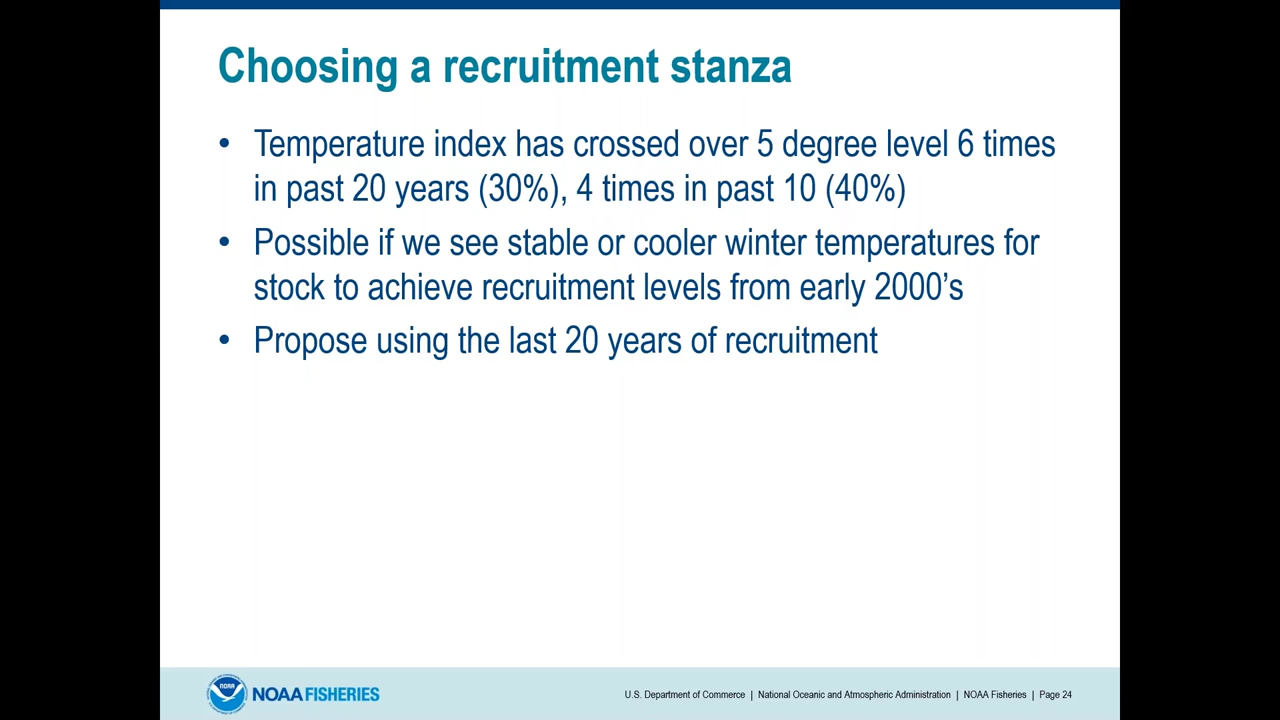 Choosing a recruitment stanza
• Temperature index has crossed over 5 degree level 6 times
in past 20 years (30%), 4 times in past 10 (40%)
• Possible if we see stable or cooler winter temperatures for
stock to achieve recruitment levels from early 2000’s
• Propose using the last 20 years of recruitment
NOAA
NOAA FISHERIES
U.S. Department of Commerce | National Oceanic and Atmospheric Administration | NOAA Fisheries | Page 24